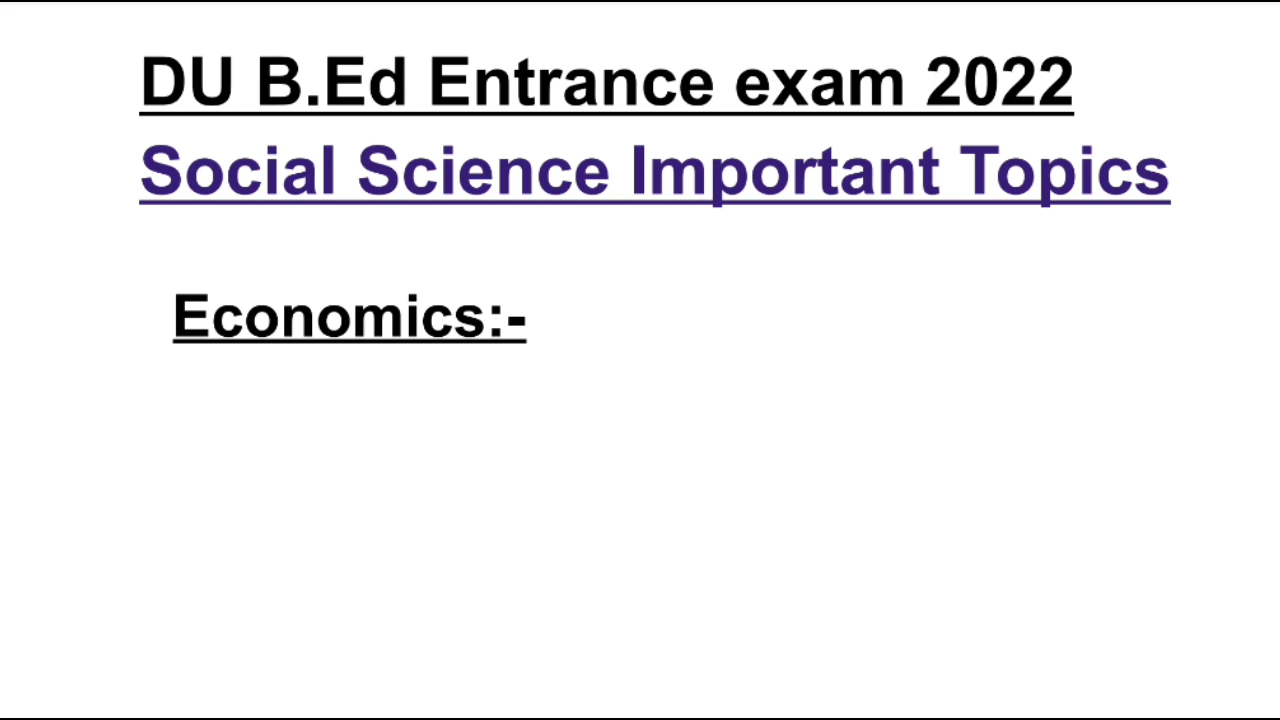 DU B.Ed Entrance exam 2022
Social Science Important Topics
Economics:-